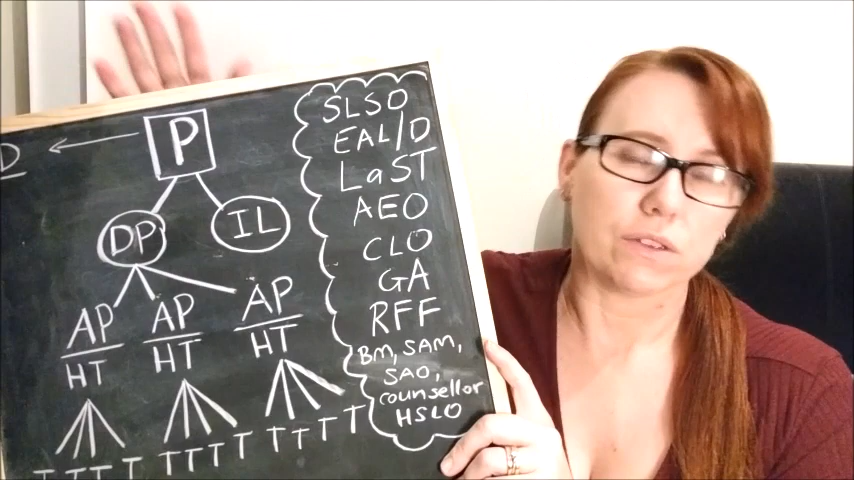 D
P
DP IL
AP AP AP
HT HT HT
T T T T T T T T T T T T
SLSO
EAL/D
LaST
AEO
CLO
GA
RFF
BM, SAM,
SAO,
counsellor
HSLO